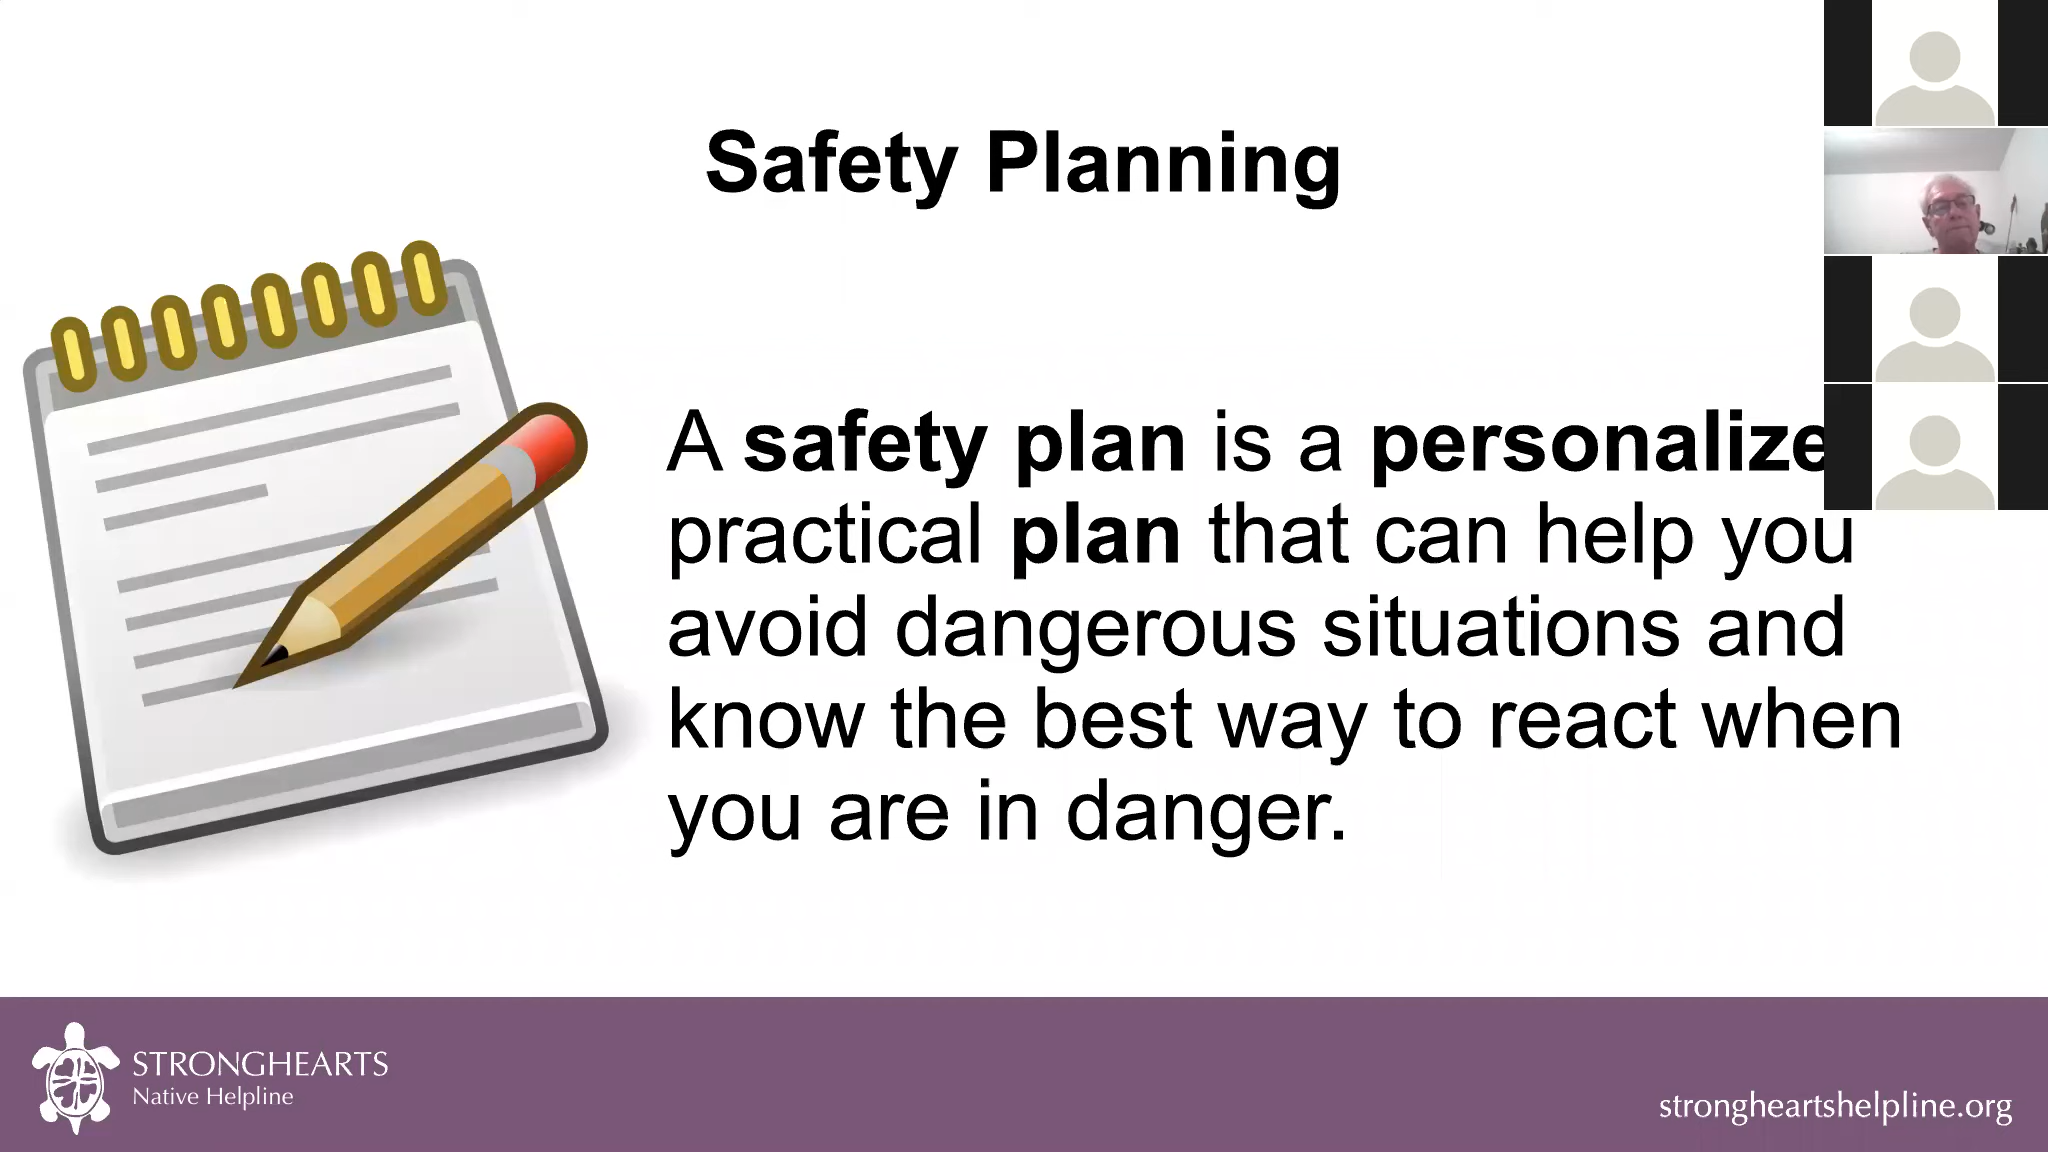 Safety Planning
A safety plan is a personalize
practical plan that can help you
avoid dangerous situations and
know the best way to react when
you are in danger.
STRONGHEARTS
Native Helpline
strongheartshelpline.org